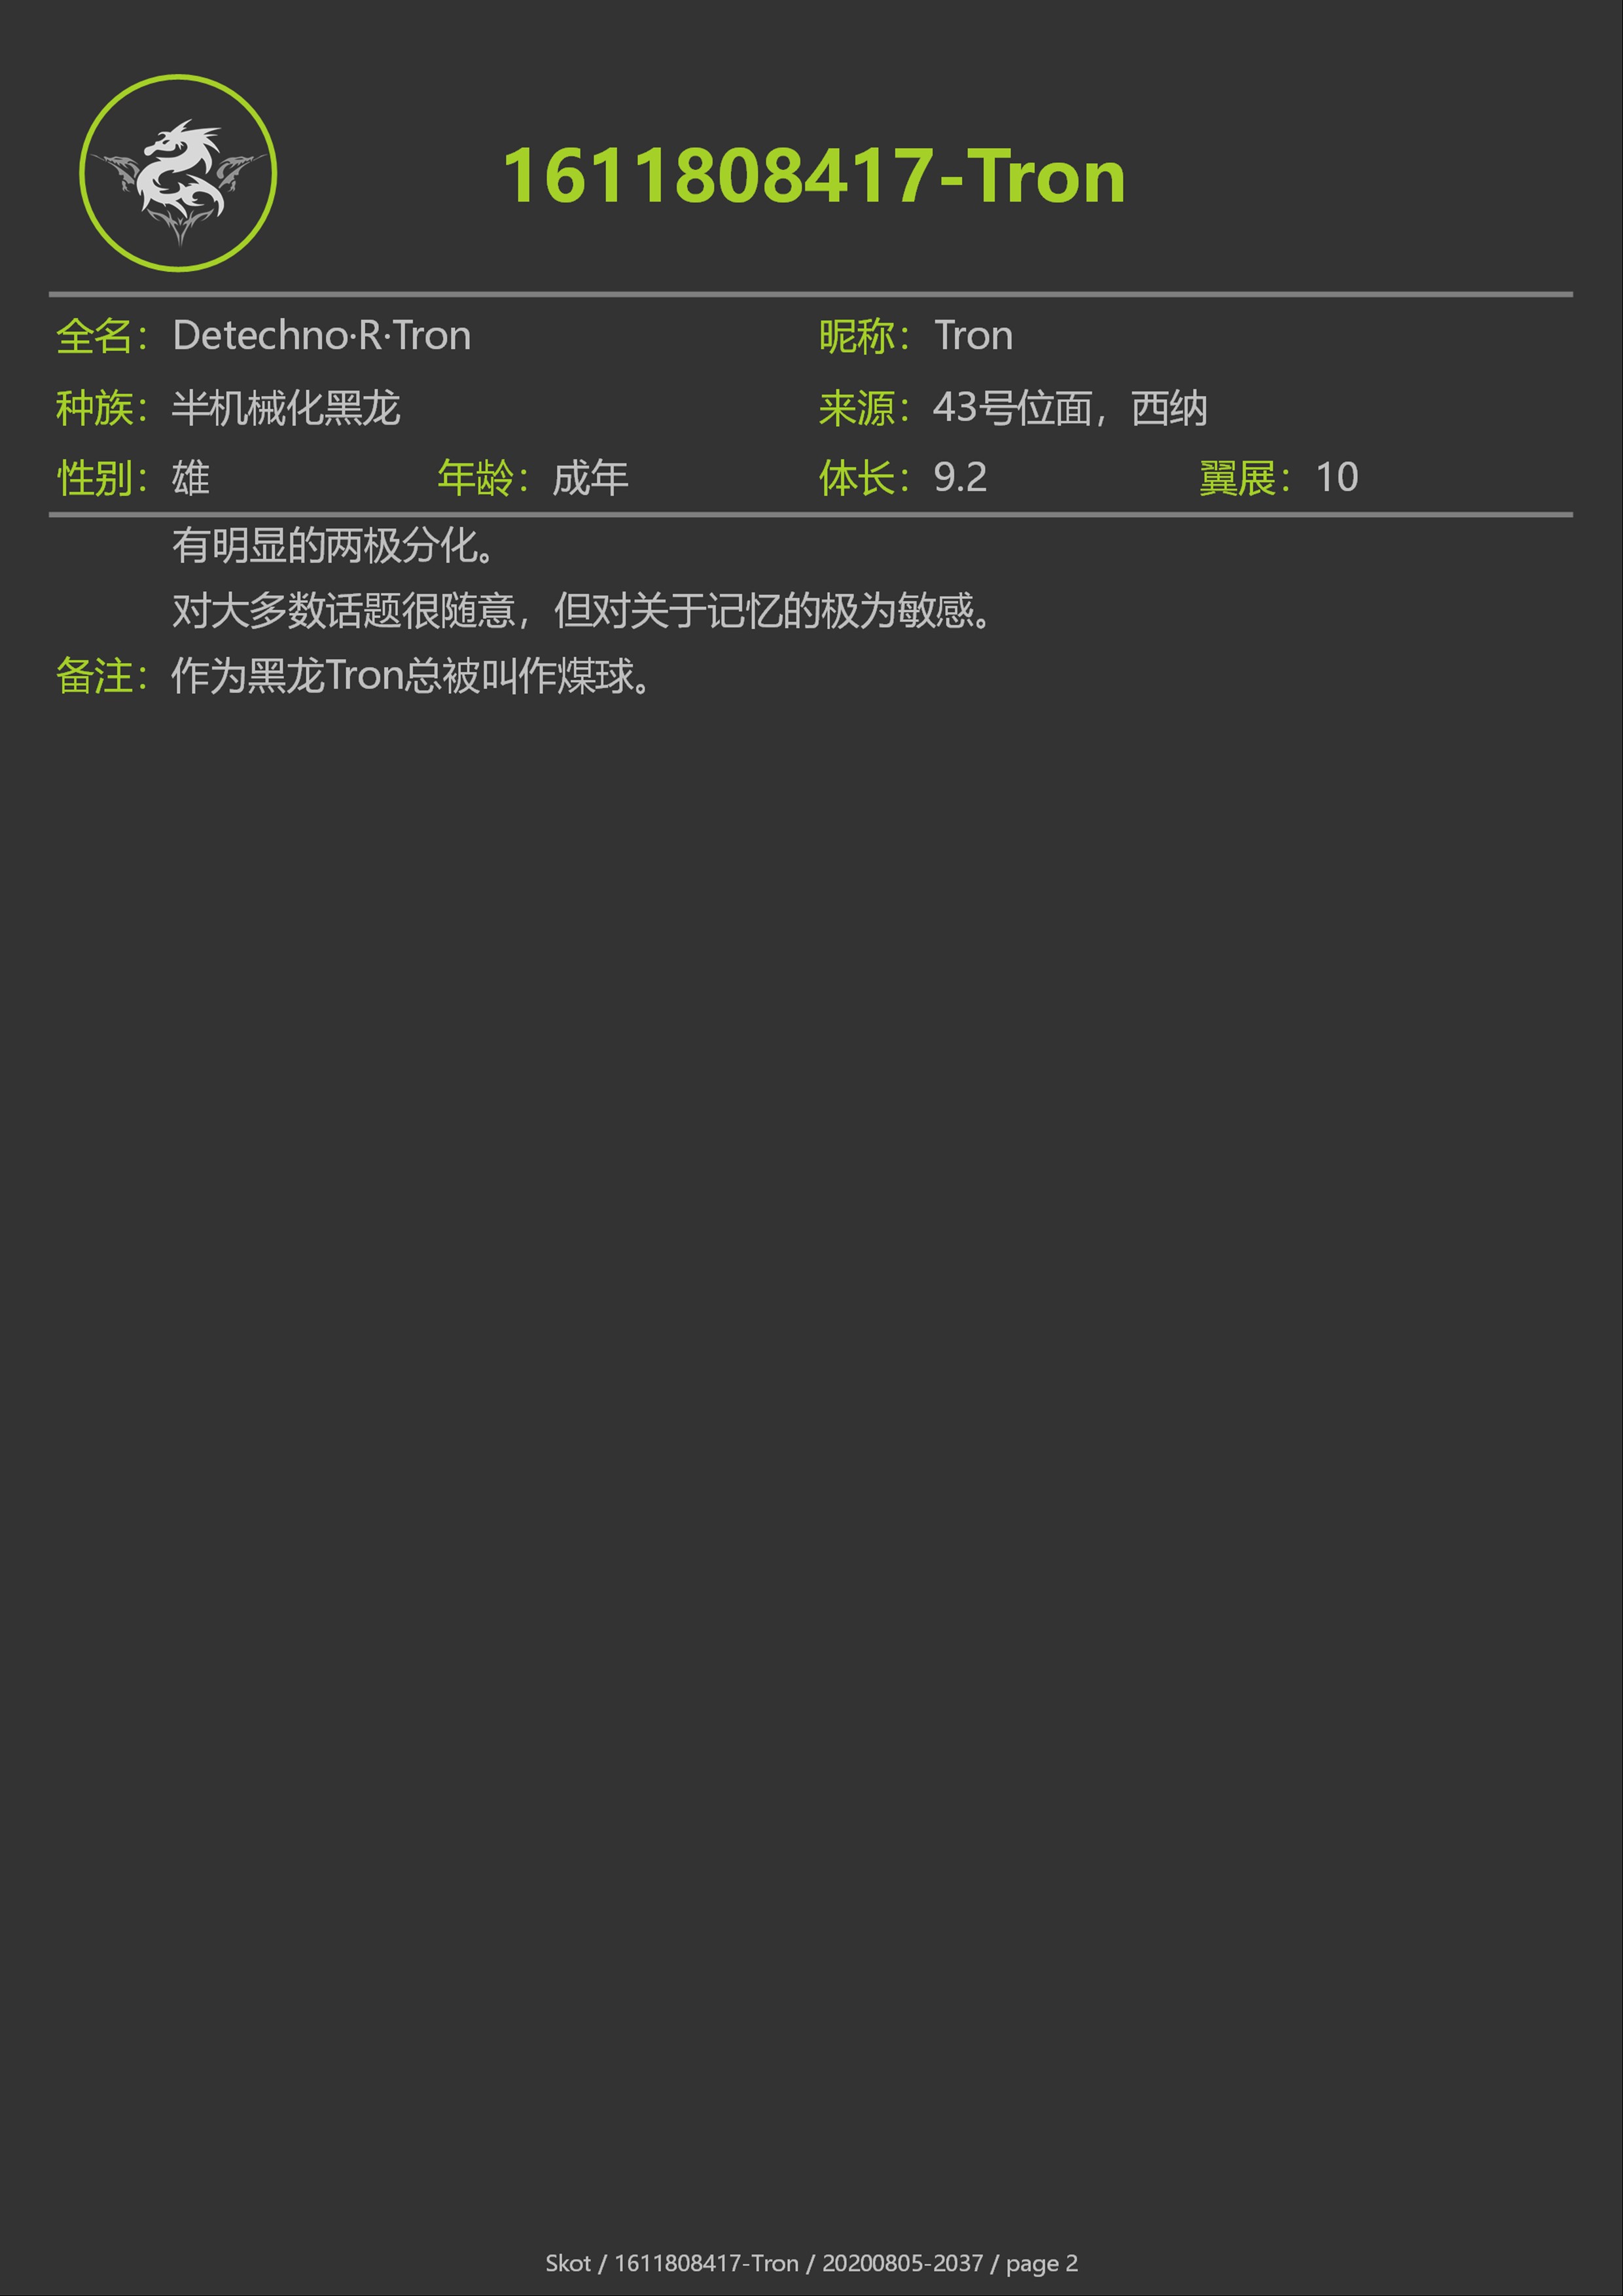 1611808417-Tron
全名： Detechno·R·Tron 昵称： Tron
种族： 半机械化黑龙 来源： 43号位面，西纳
性别： 雄 年龄： 成年 体长： 9.2 翼展： 10
有明显的两极分化。
对大多数话题很随意，但对关于记忆的极为敏感。
备注： 作为黑龙Tron总被叫作煤球。
Skot / 1611808417-Tron / 20200805-2037 / page 2